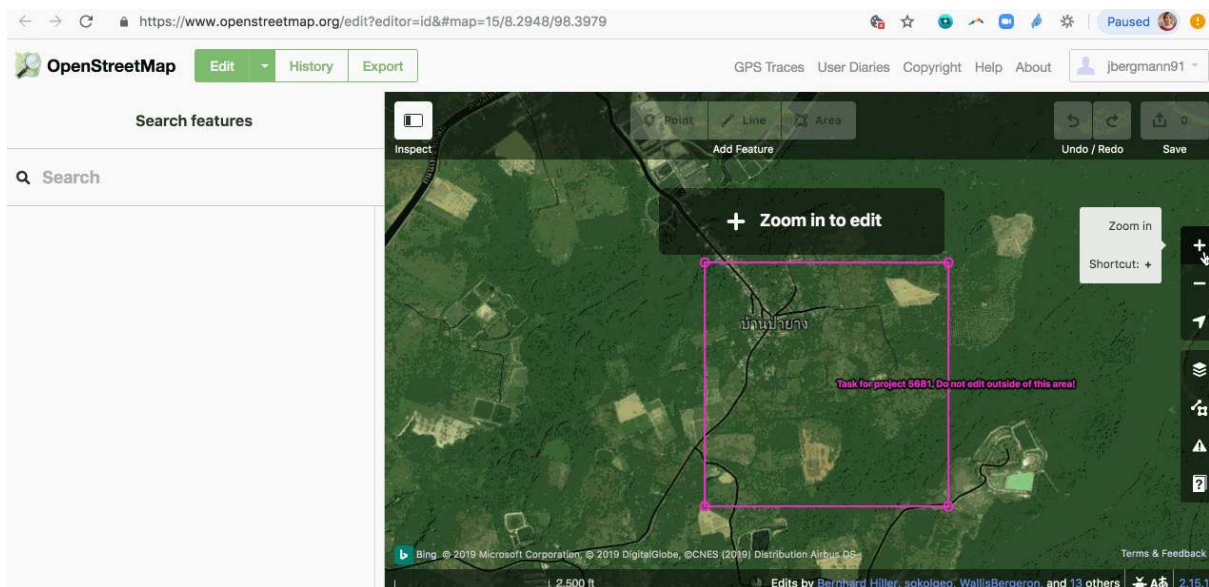 https://www.openstreetmap.org/edit?editor=id&#map=15/8.2948/98.3979
Paused
OpenStreetMap
Edit
History
Export
GPS Traces
User Diaries
Copyright
Help
About
jbergmann91
Search features
Search
Inspect
Point
Line
Area
Add Feature
Undo / Redo
0
Save
Zoom in to edit
Zoom in
Shortcut: +
บ้านป่ายาง
Task for project 5681. Do not edit outside of this area!
Bing © 2019 Microsoft Corporation, © 2019 DigitalGlobe, ©CNES (2019) Distribution Airbus DS
Terms & Feedback
2,500 ft
Edits by Bernhard Hiller, sokolgeo, WallisBergeron, and 13 others
2.15.1